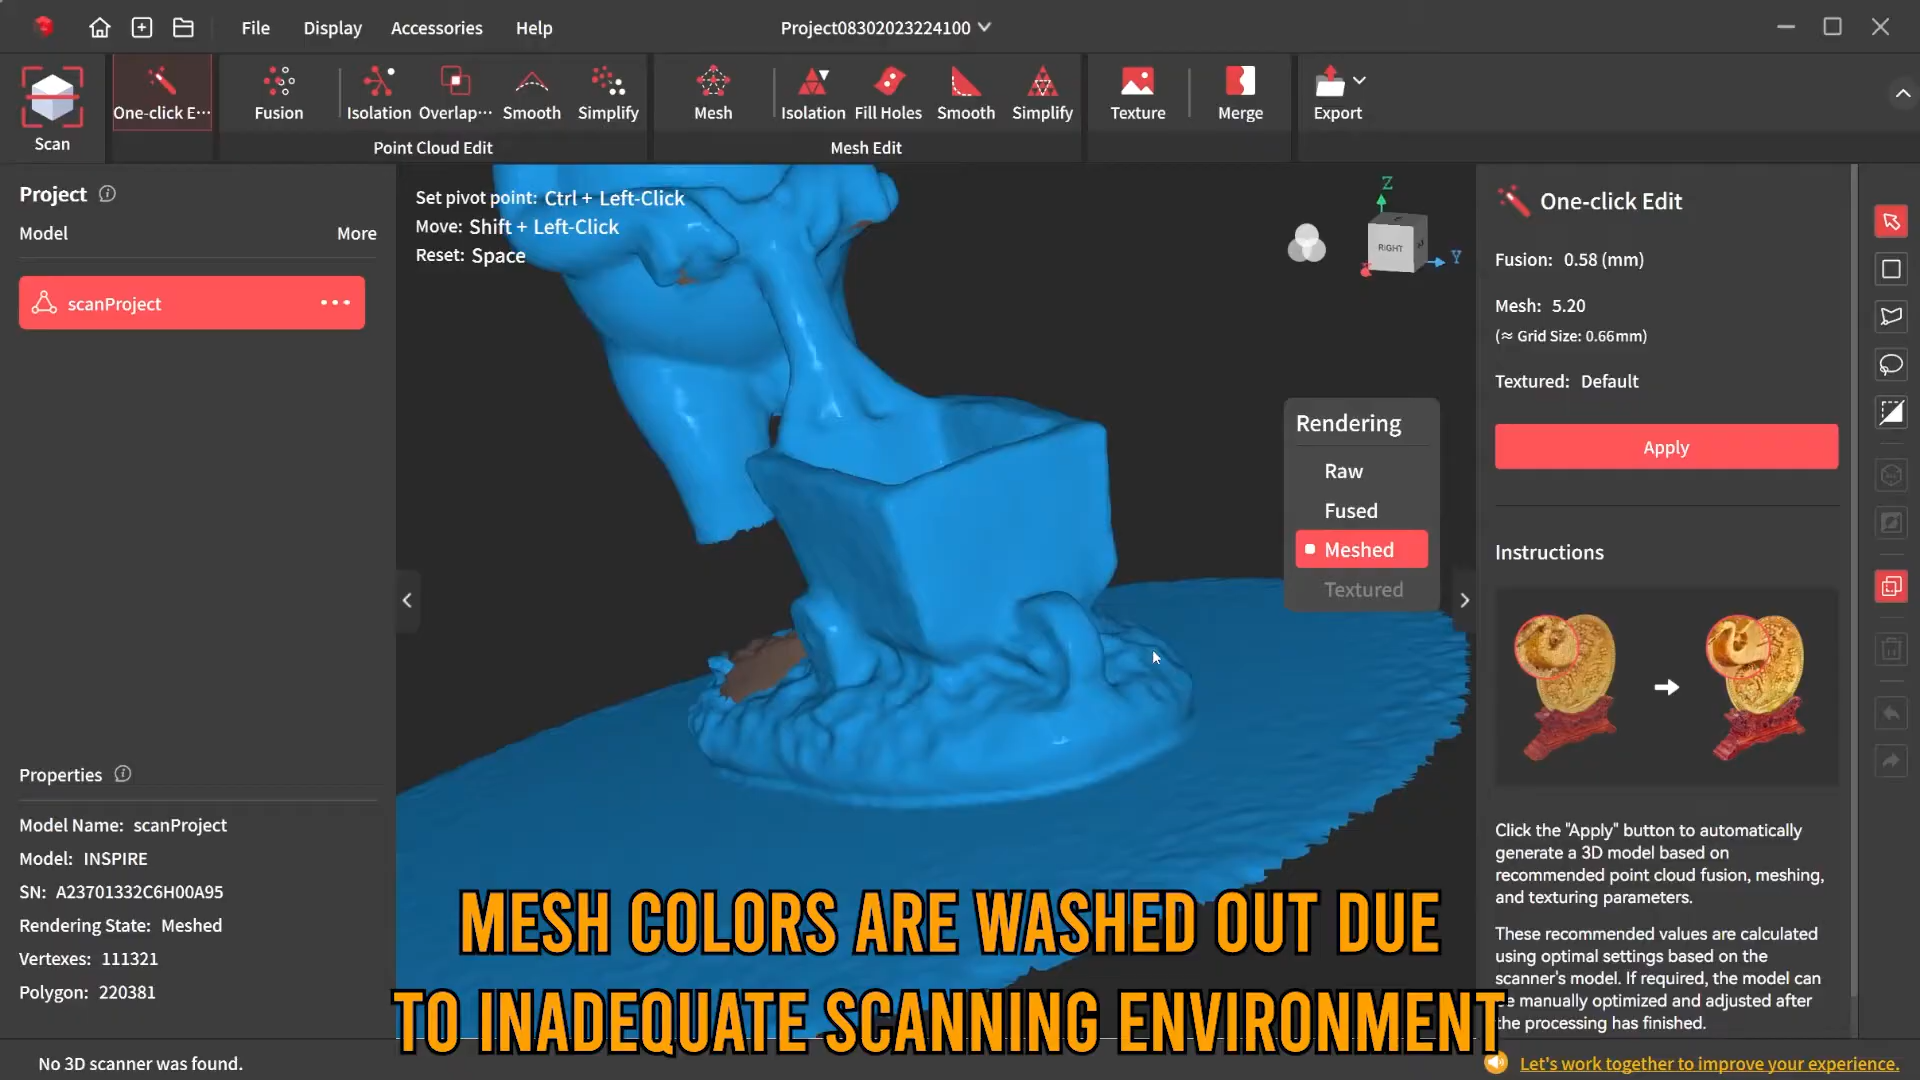 File Display Accessories Help Project08302023224100
Scan
One-click E···
Fusion Isolation Overlap··· Smooth Simplify
Point Cloud Edit
Mesh Isolation Fill Holes Smooth Simplify
Mesh Edit
Texture Merge Export
Project
Model More
scanProject
Properties
Model Name: scanProject
Model: INSPIRE
SN: A23701332C6H00A95
Rendering State: Meshed
Vertexes: 111321
Polygon: 220381
Set pivot point: Ctrl + Left-Click
Move: Shift + Left-Click
Reset: Space
Z
RIGHT
Y
Rendering
Raw
Fused
Meshed
Textured
One-click Edit
Fusion: 0.58 (mm)
Mesh: 5.20
(≈ Grid Size: 0.66mm)
Textured: Default
Apply
Instructions
Click the "Apply" button to automatically
generate a 3D model based on
recommended point cloud fusion, meshing,
and texturing parameters.
These recommended values are calculated
using optimal settings based on the
scanner's model. If required, the model can
be manually optimized and adjusted after
the processing has finished.
MESH COLORS ARE WASHED OUT DUE
TO INADEQUATE SCANNING ENVIRONMENT
No 3D scanner was found.
Let's work together to improve your experience.